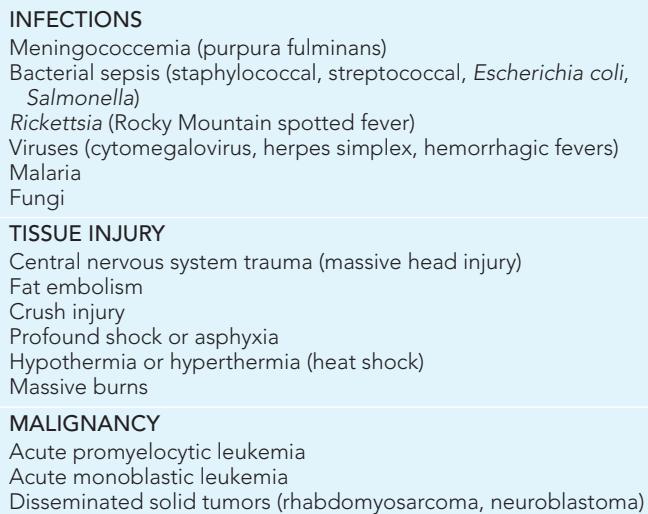 INFECTIONS
Meningococcemia (purpura fulminans)
Bacterial sepsis (staphylococcal, streptococcal, Escherichia coli,
Salmonella)
Rickettsia (Rocky Mountain spotted fever)
Viruses (cytomegalovirus, herpes simplex, hemorrhagic fevers)
Malaria
Fungi
TISSUE INJURY
Central nervous system trauma (massive head injury)
Fat embolism
Crush injury
Profound shock or asphyxia
Hypothermia or hyperthermia (heat shock)
Massive burns
MALIGNANCY
Acute promyelocytic leukemia
Acute monoblastic leukemia
Disseminated solid tumors (rhabdomyosarcoma, neuroblastoma)